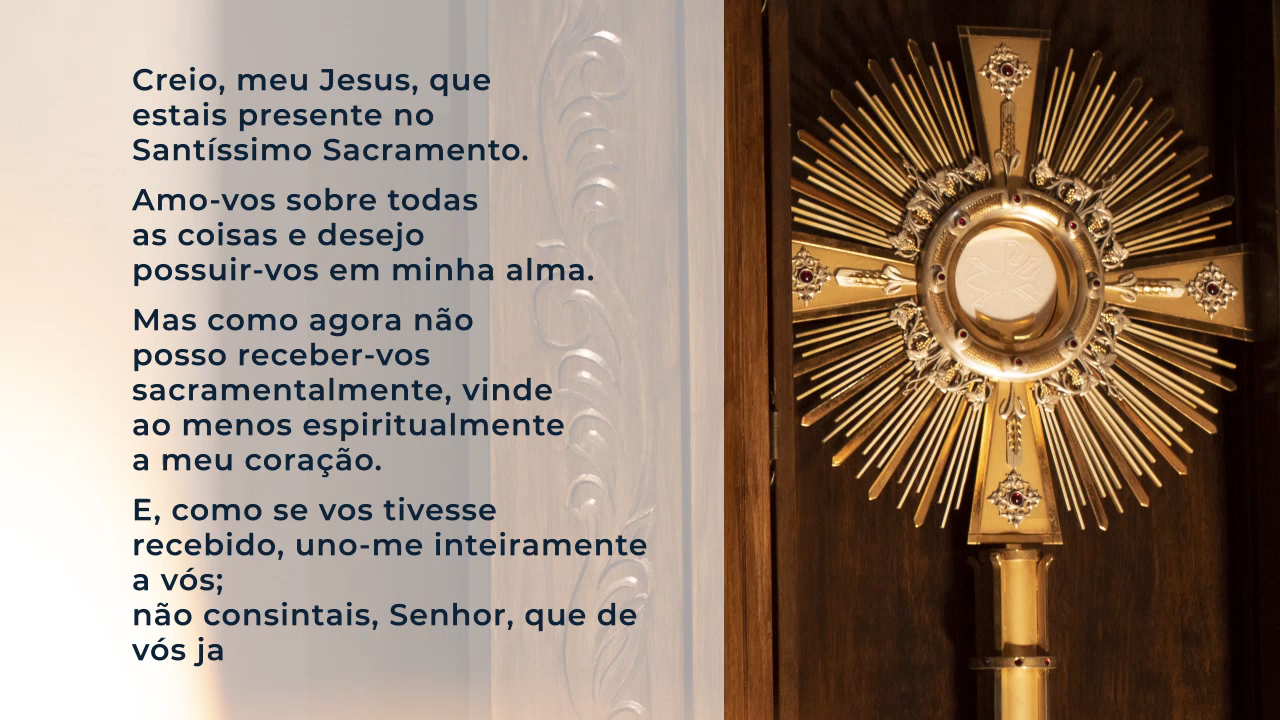 Creio, meu Jesus, que
estais presente no
Santíssimo Sacramento.
Amo-vos sobre todas
as coisas e desejo
possuir-vos em minha alma.
Mas como agora não
posso receber-vos
sacramentalmente, vinde
ao menos espiritualmente
a meu coração.
E, como se vos tivesse
recebido, uno-me inteiramente
a vós;
não consintais, Senhor, que de
vós ja